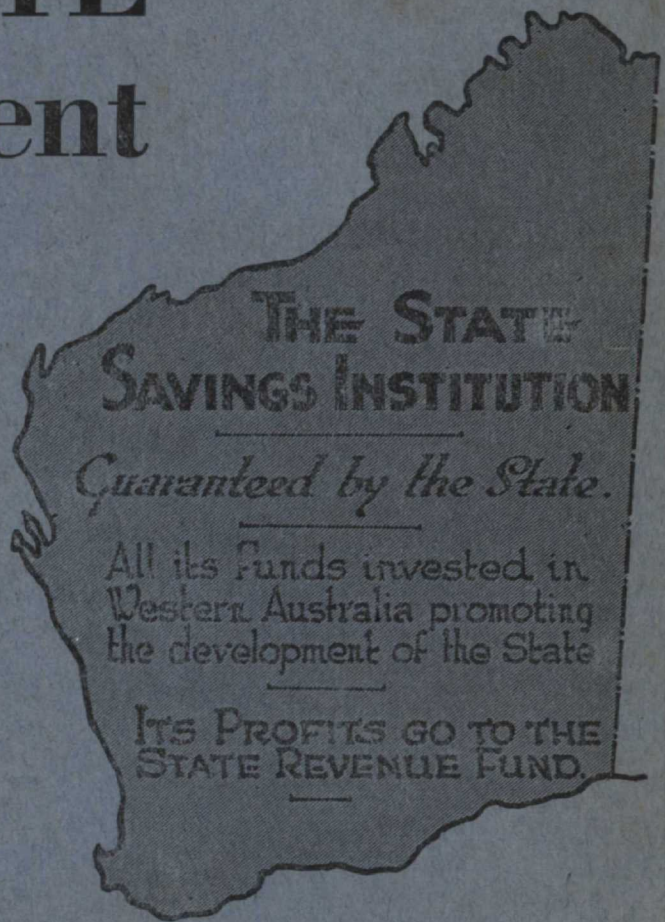 ent
THE STATE
SAVINGS INSTITUTION
Guaranteed by the State.
All its Funds invested in
Western Australia promoting
the development of the State
ITS PROFITS GO TO THE
STATE REVENUE FUND.